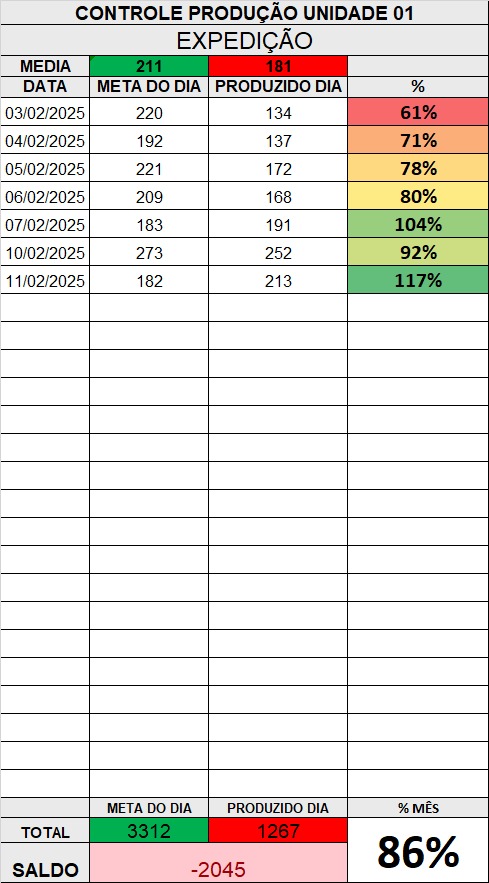 CONTROLE PRODUÇÃO UNIDADE 01
EXPEDIÇÃO
MEDIA 211 181
DATA META DO DIA PRODUZIDO DIA %
03/02/2025 220 134 61%
04/02/2025 192 137 71%
05/02/2025 221 172 78%
06/02/2025 209 168 80%
07/02/2025 183 191 104%
10/02/2025 273 252 92%
11/02/2025 182 213 117%
META DO DIA PRODUZIDO DIA % MÊS
TOTAL 3312 1267 86%
SALDO -2045